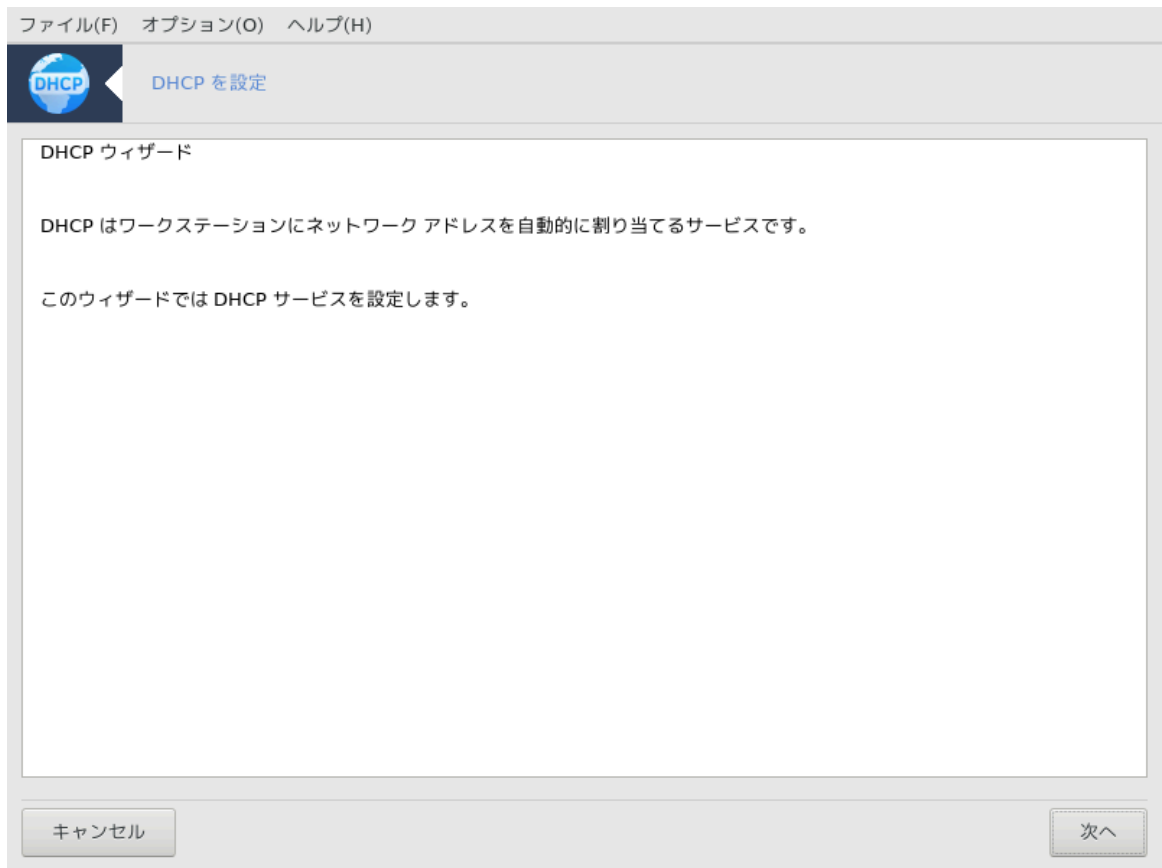 ファイル(F) オプション(O) ヘルプ(H)
DHCP
DHCP を設定
DHCP ウィザード
DHCP はワークステーションにネットワーク アドレスを自動的に割り当てるサービスです。
このウィザードでは DHCP サービスを設定します。
キャンセル
次へ